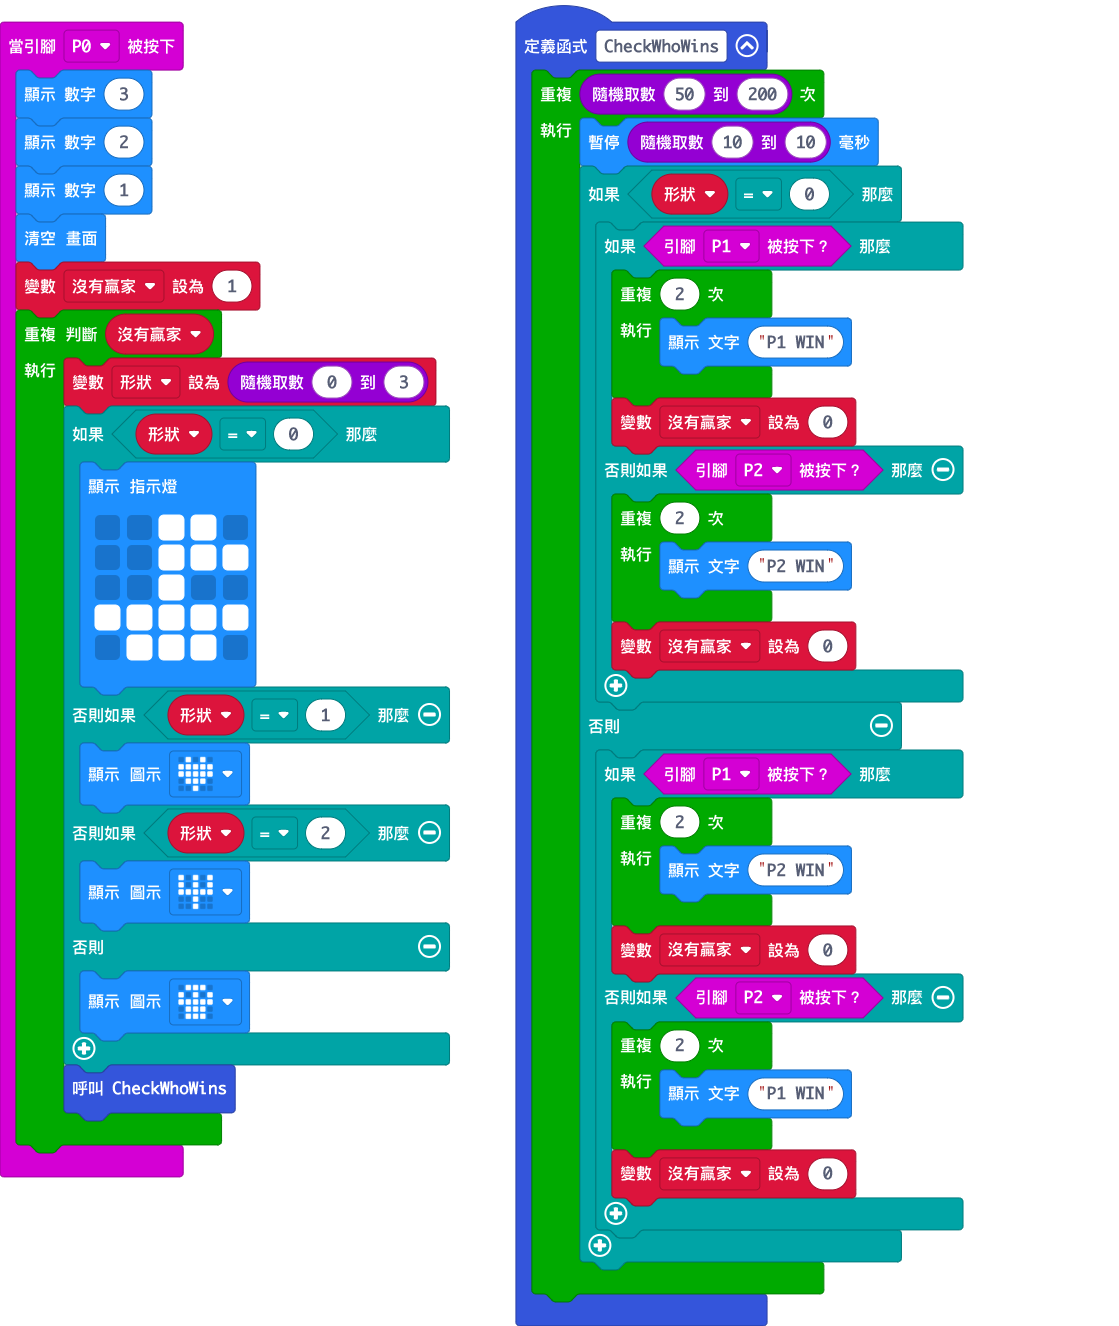 當引腳 P0 被按下
顯示 數字 3
顯示 數字 2
顯示 數字 1
清空 畫面
變數 沒有贏家 設為 1
重複 判斷 沒有贏家
執行
變數 形狀 設為 隨機取數 0 到 3
如果 形狀 = 0 那麼
顯示 指示燈
否則如果 形狀 = 1 那麼
顯示 圖示
否則如果 形狀 = 2 那麼
顯示 圖示
否則
顯示 圖示
呼叫 CheckWhoWins
定義函式 CheckWhoWins
重複 隨機取數 50 到 200 次
執行
暫停 隨機取數 10 到 10 毫秒
如果 形狀 = 0 那麼
如果 引腳 P1 被按下？ 那麼
重複 2 次
執行
顯示 文字 "P1 WIN"
變數 沒有贏家 設為 0
否則如果 引腳 P2 被按下？ 那麼
重複 2 次
執行
顯示 文字 "P2 WIN"
變數 沒有贏家 設為 0
否則
如果 引腳 P1 被按下？ 那麼
重複 2 次
執行
顯示 文字 "P2 WIN"
變數 沒有贏家 設為 0
否則如果 引腳 P2 被按下？ 那麼
重複 2 次
執行
顯示 文字 "P1 WIN"
變數 沒有贏家 設為 0